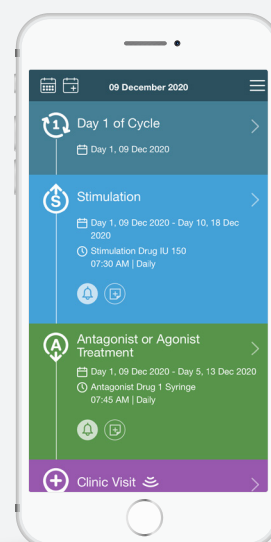 09 December 2020
1
Day 1 of Cycle
Day 1, 09 Dec 2020
S
Stimulation
Day 1, 09 Dec 2020 - Day 10, 18 Dec
2020
Stimulation Drug IU 150
07:30 AM | Daily
A
Antagonist or Agonist
Treatment
Day 1, 09 Dec 2020 - Day 5, 13 Dec 2020
Antagonist Drug 1 Syringe
07:45 AM | Daily
Clinic Visit